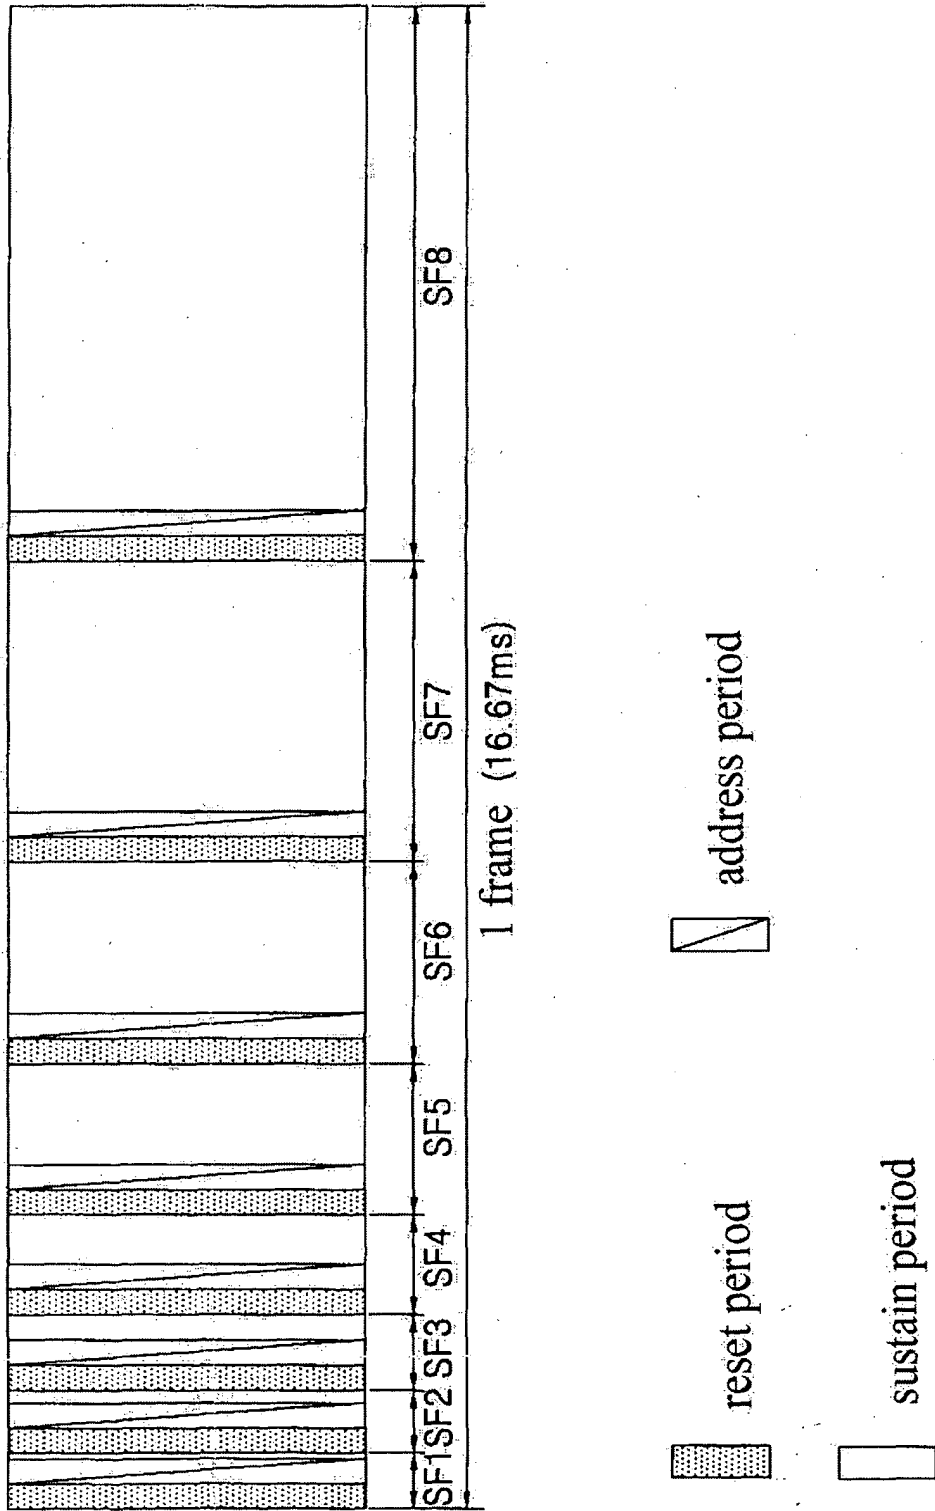 SF1
SF2
SF3
SF4
SF5
SF6
SF7
SF8
1 frame (16.67ms)
reset period
address period
sustain period